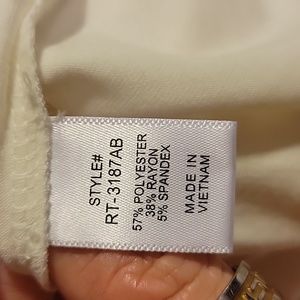 STYLE#
RT-3187AB
57% POLYESTER
38% RAYON
5% SPANDEX
MADE IN
VIETNAM